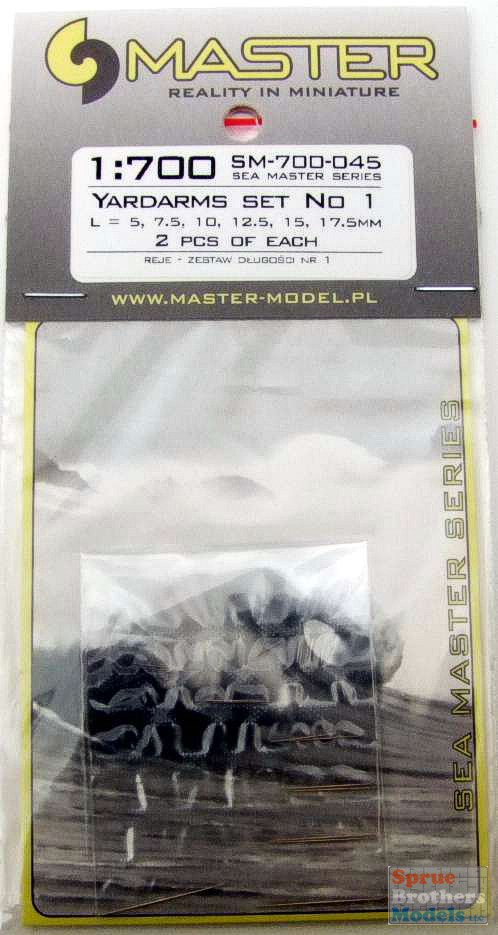 MASTER
REALITY IN MINIATURE
1:700 SM-700-045
SEA MASTER SERIES
YARDARMS SET NO 1
L = 5, 7.5, 10, 12.5, 15, 17.5MM
2 PCS OF EACH
REJE - ZESTAW DŁUGOŚCI NR 1
WWW.MASTER-MODEL.PL
SEA MASTER SERIES
Sprue
Brothers
Models LLC